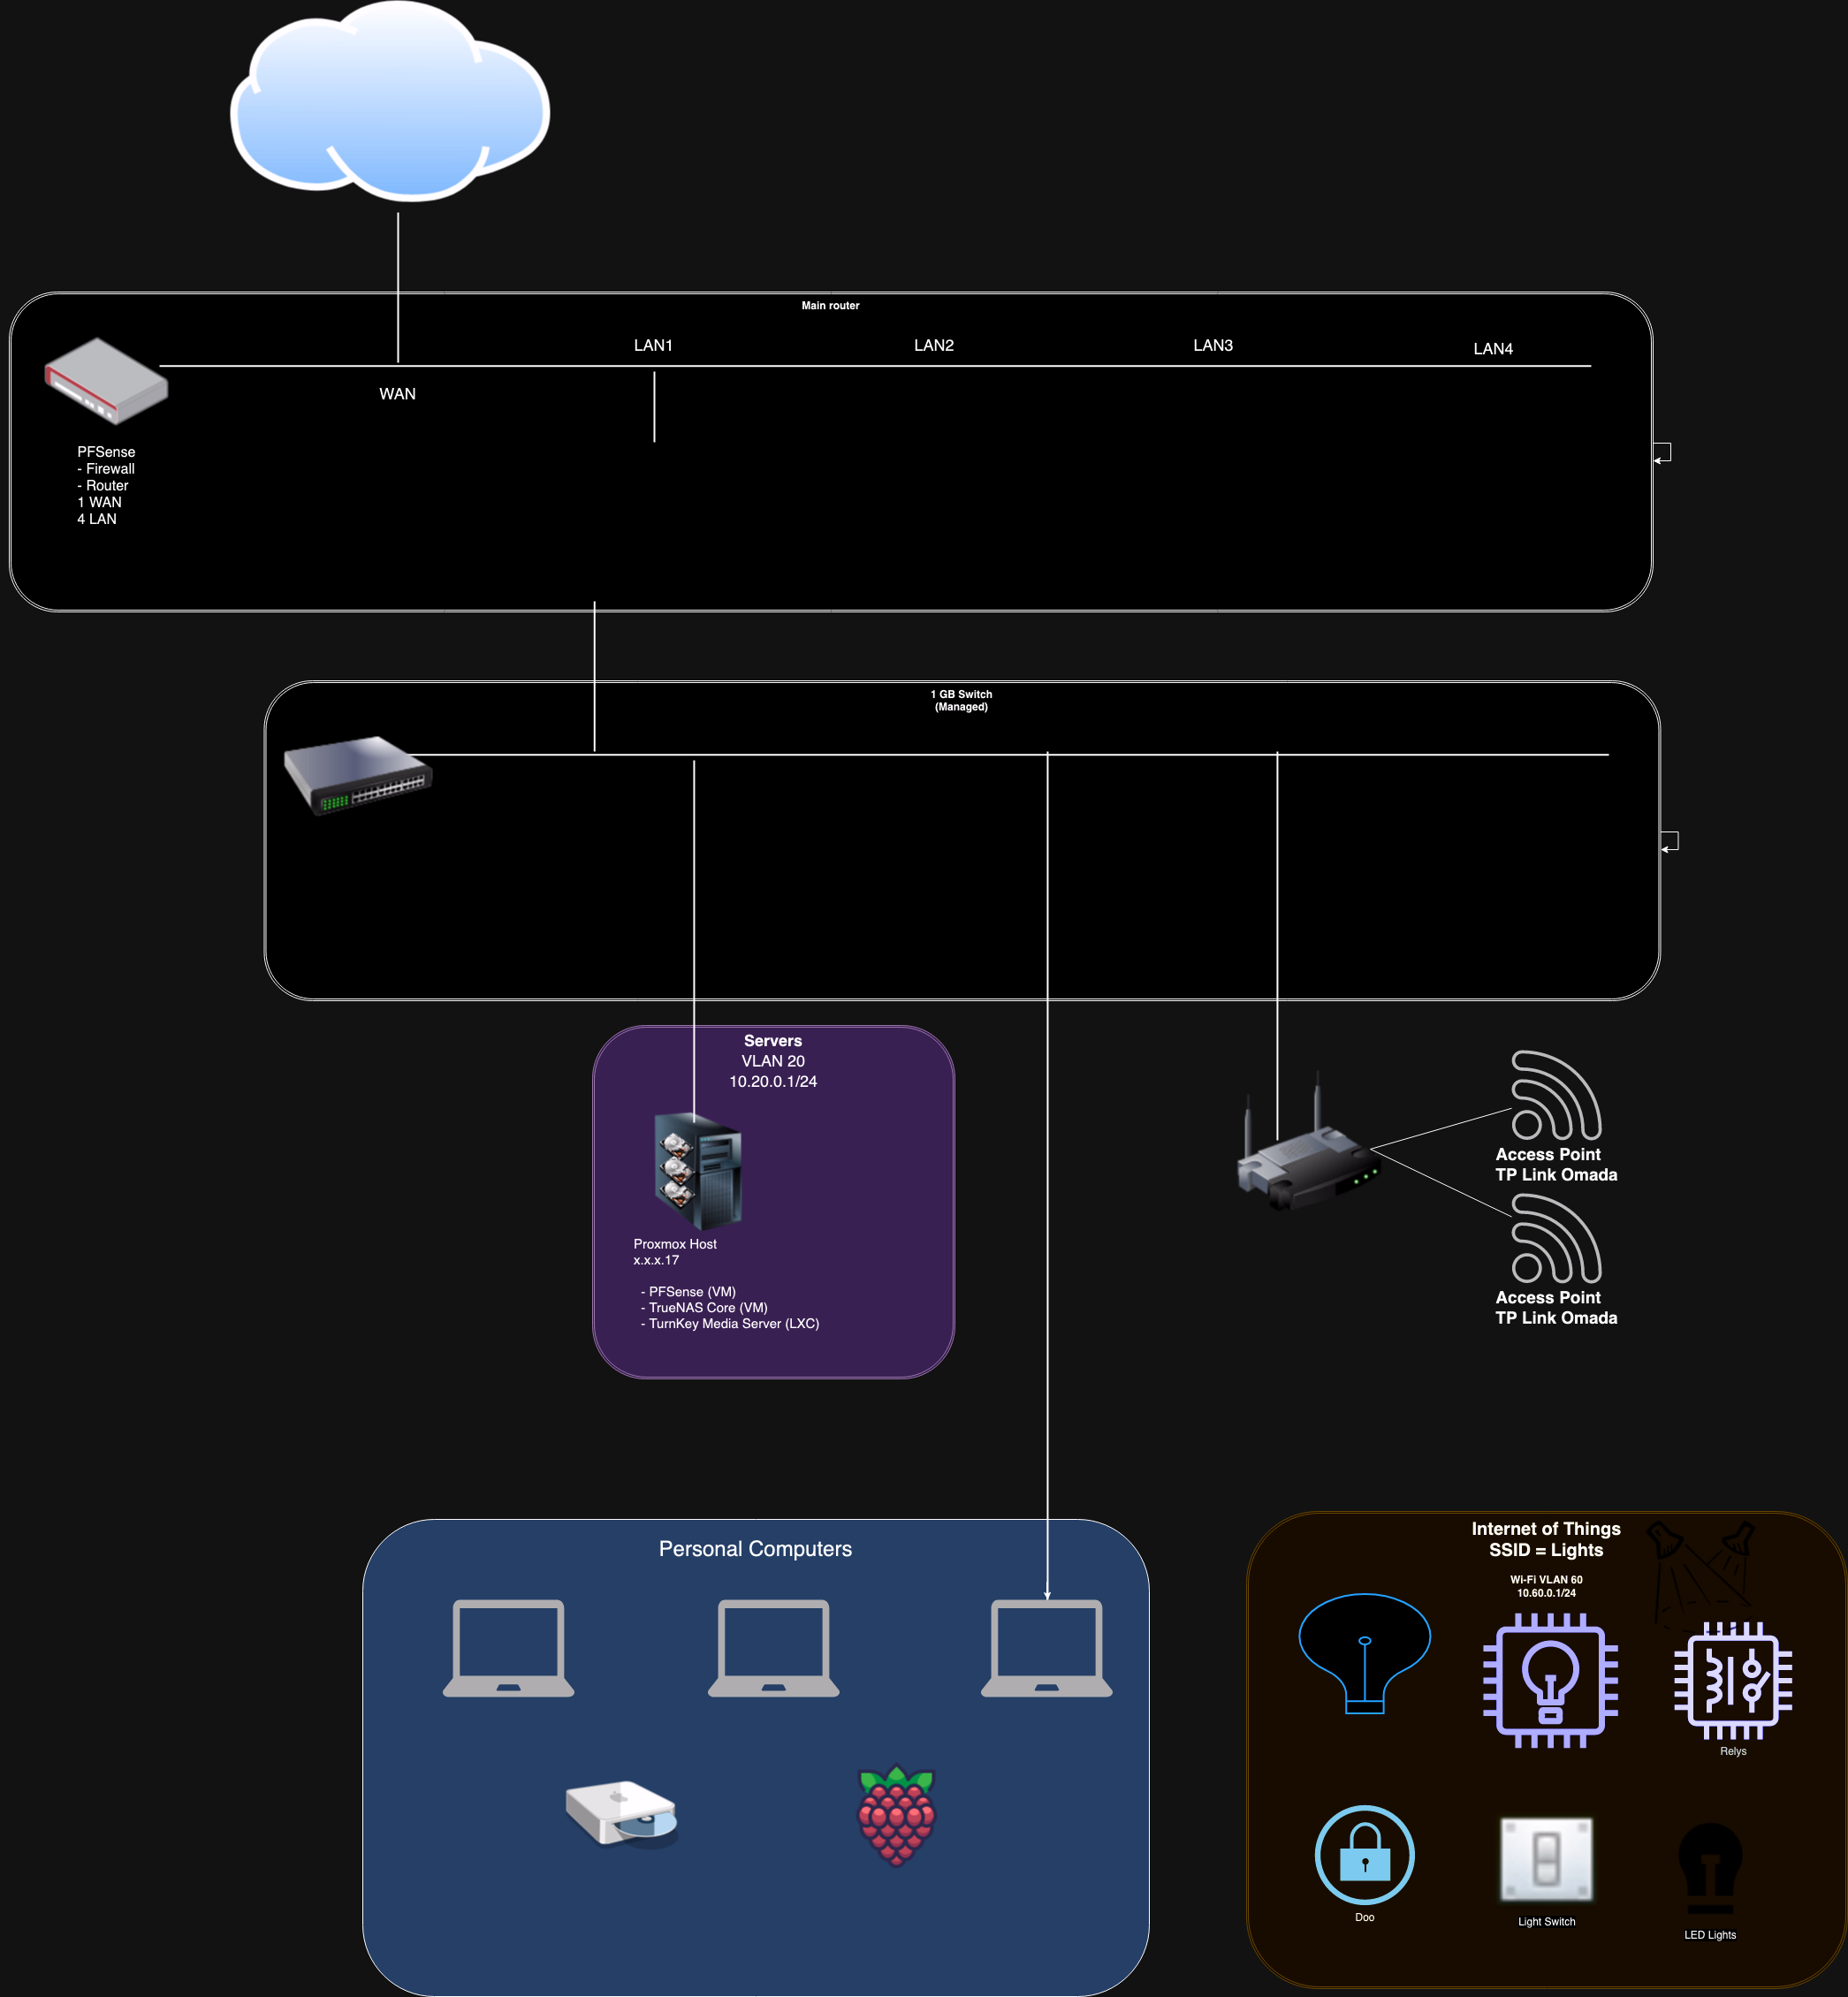 Main router
LAN1
LAN2
LAN3
LAN4
WAN
PFSense
- Firewall
- Router
1 WAN
4 LAN
1 GB Switch
(Managed)
Servers
VLAN 20
10.20.0.1/24
Proxmox Host
x.x.x.17
- PFSense (VM)
- TrueNAS Core (VM)
- TurnKey Media Server (LXC)
Access Point
TP Link Omada
Access Point
TP Link Omada
Personal Computers
Internet of Things
SSID = Lights
Wi-Fi VLAN 60
10.60.0.1/24
Relys
Doo
Light Switch
LED Lights